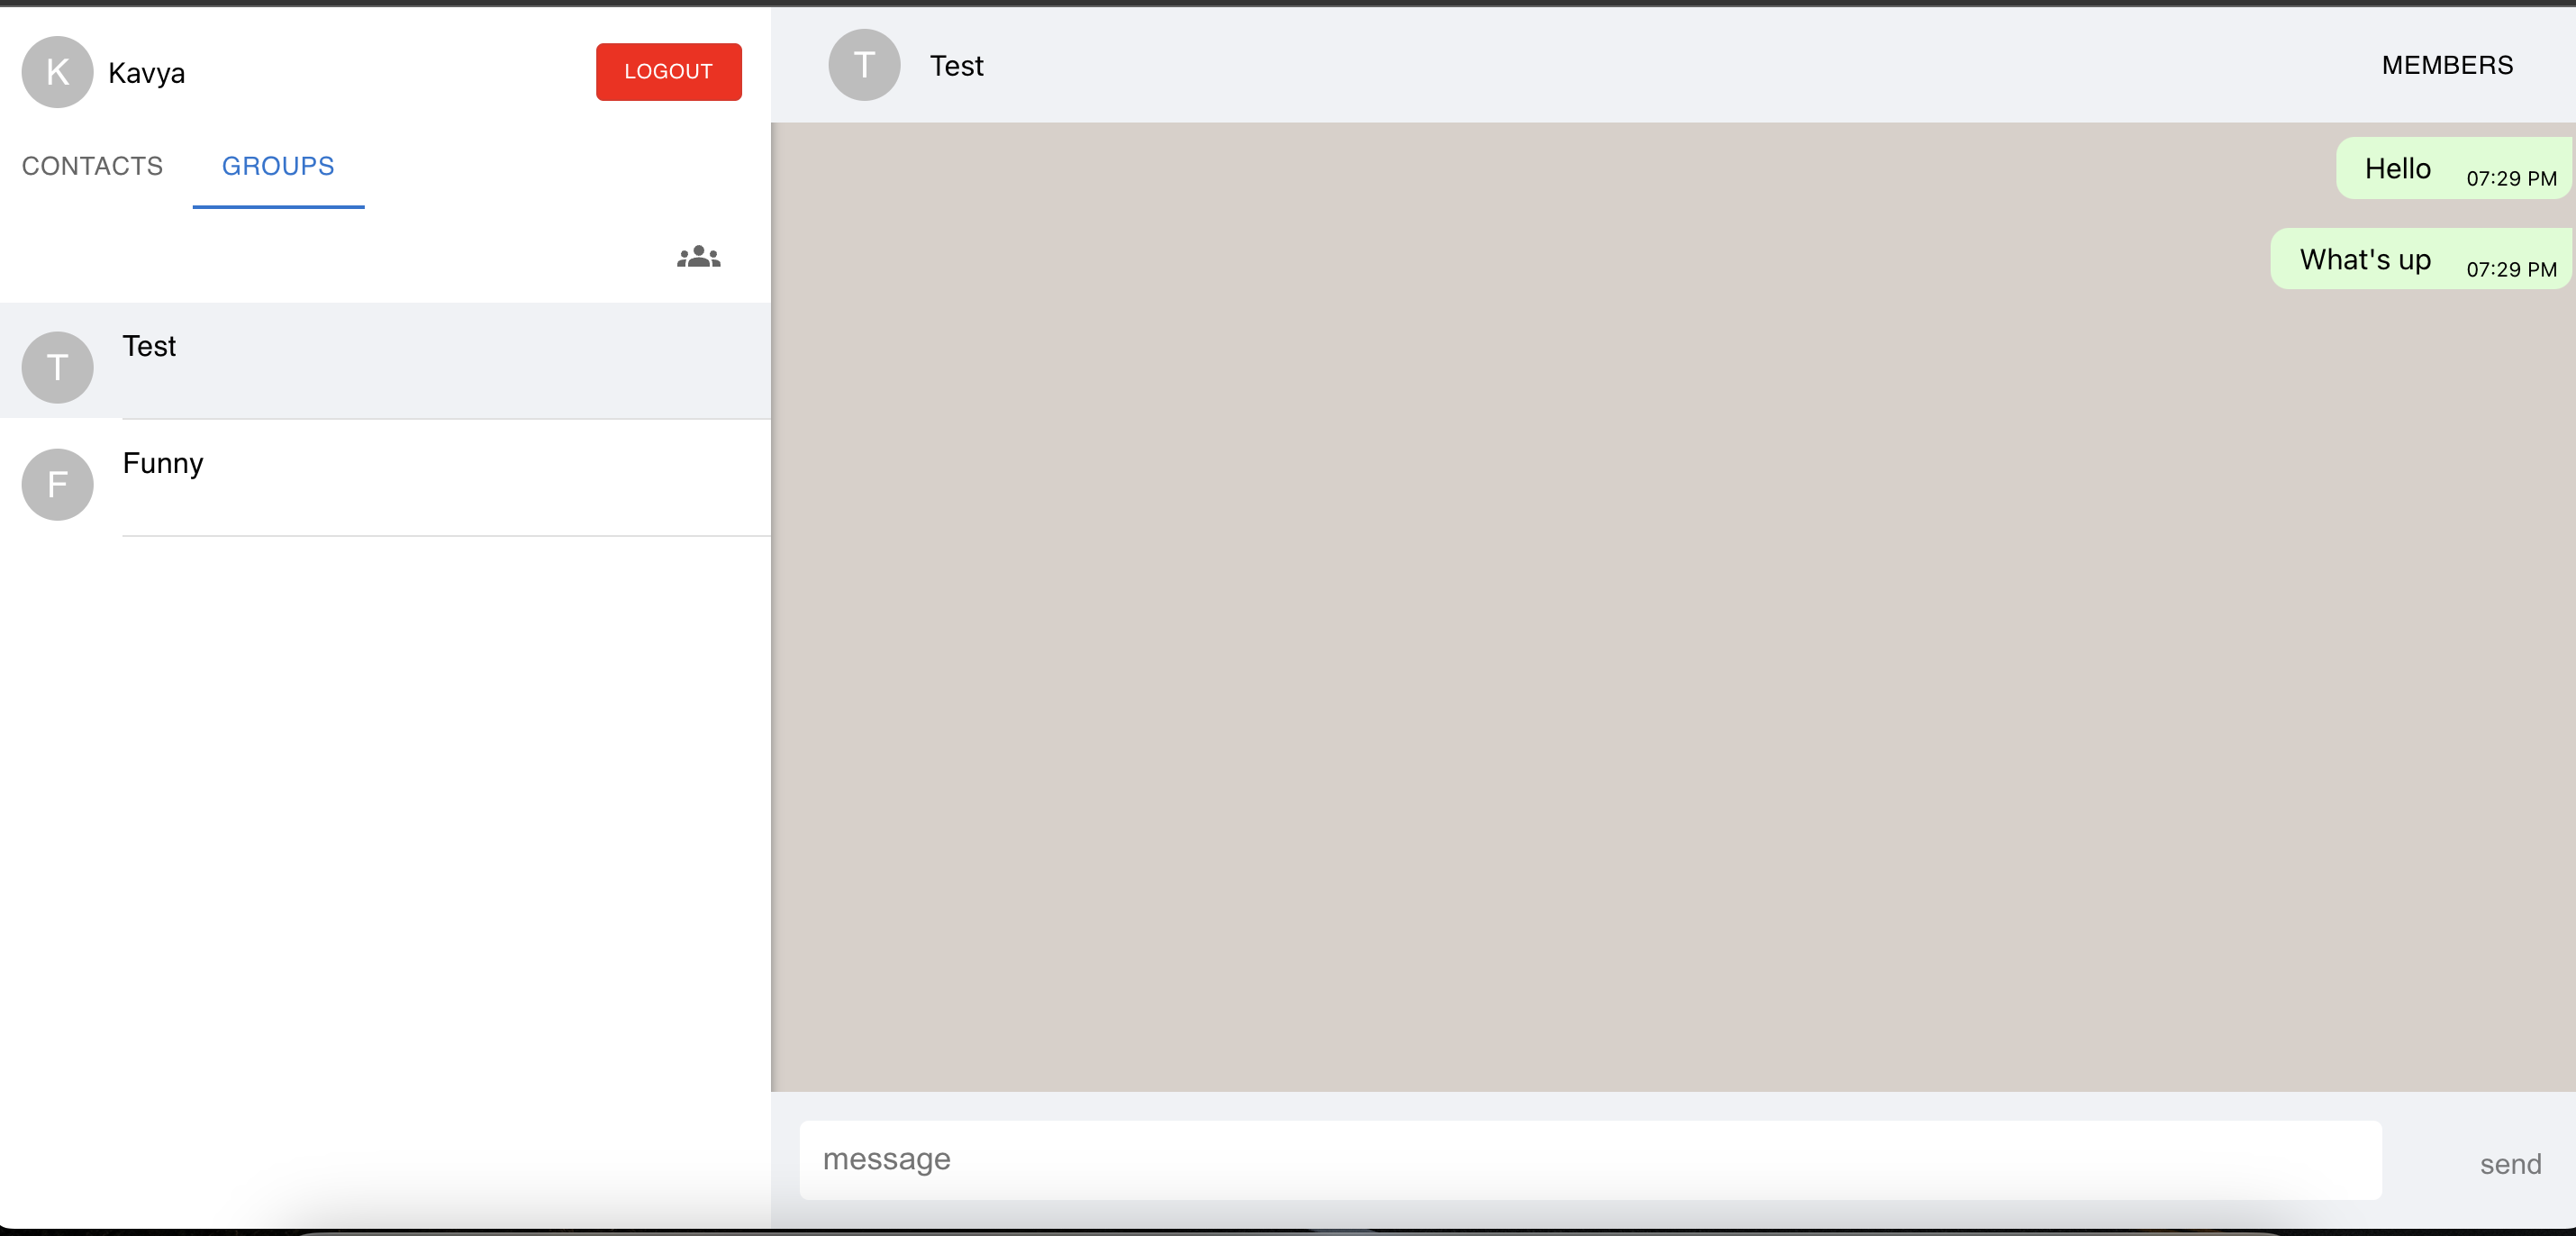 K Kavya LOGOUT
CONTACTS GROUPS
T Test
F Funny
T Test MEMBERS
Hello 07:29 PM
What's up 07:29 PM
message send